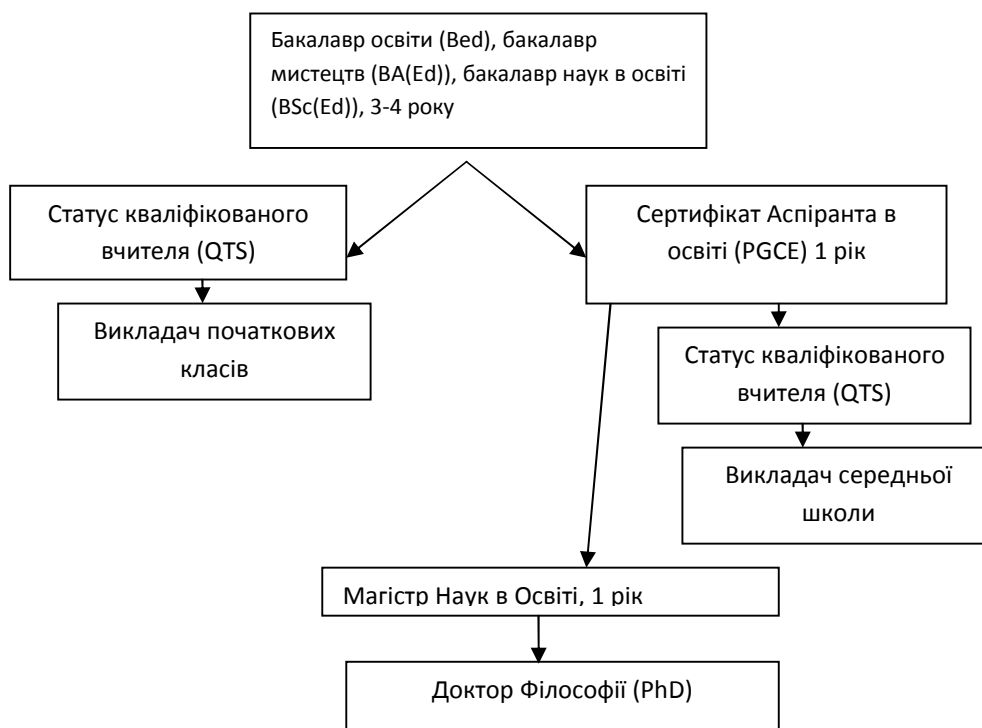 Бакалавр освіти (Bed), бакалавр
мистецтв (BA(Ed)), бакалавр наук в освіті
(BSc(Ed)), 3-4 року
Статус кваліфікованого
вчителя (QTS)
Сертифікат Аспіранта в
освіті (PGCE) 1 рік
Викладач початкових
класів
Статус кваліфікованого
вчителя (QTS)
Викладач середньої
школи
Магістр Наук в Освіті, 1 рік
Доктор Філософії (PhD)